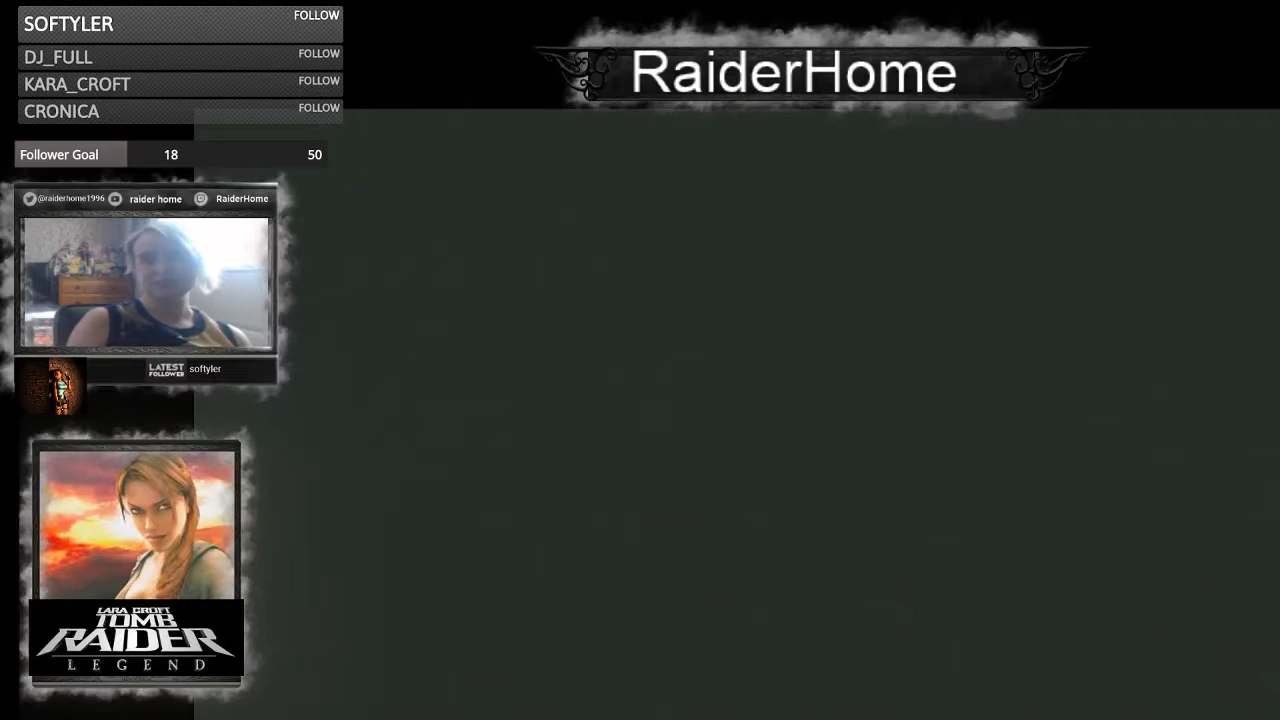 SOFTYLER FOLLOW
DJ_FULL FOLLOW
KARA_CROFT FOLLOW
CRONICA FOLLOW
RaiderHome
Follower Goal 18 50
@raiderhome1996 raider home RaiderHome
LATEST FOLLOWER softyler
LARA CROFT
TOMB
RAIDER
LEGEND